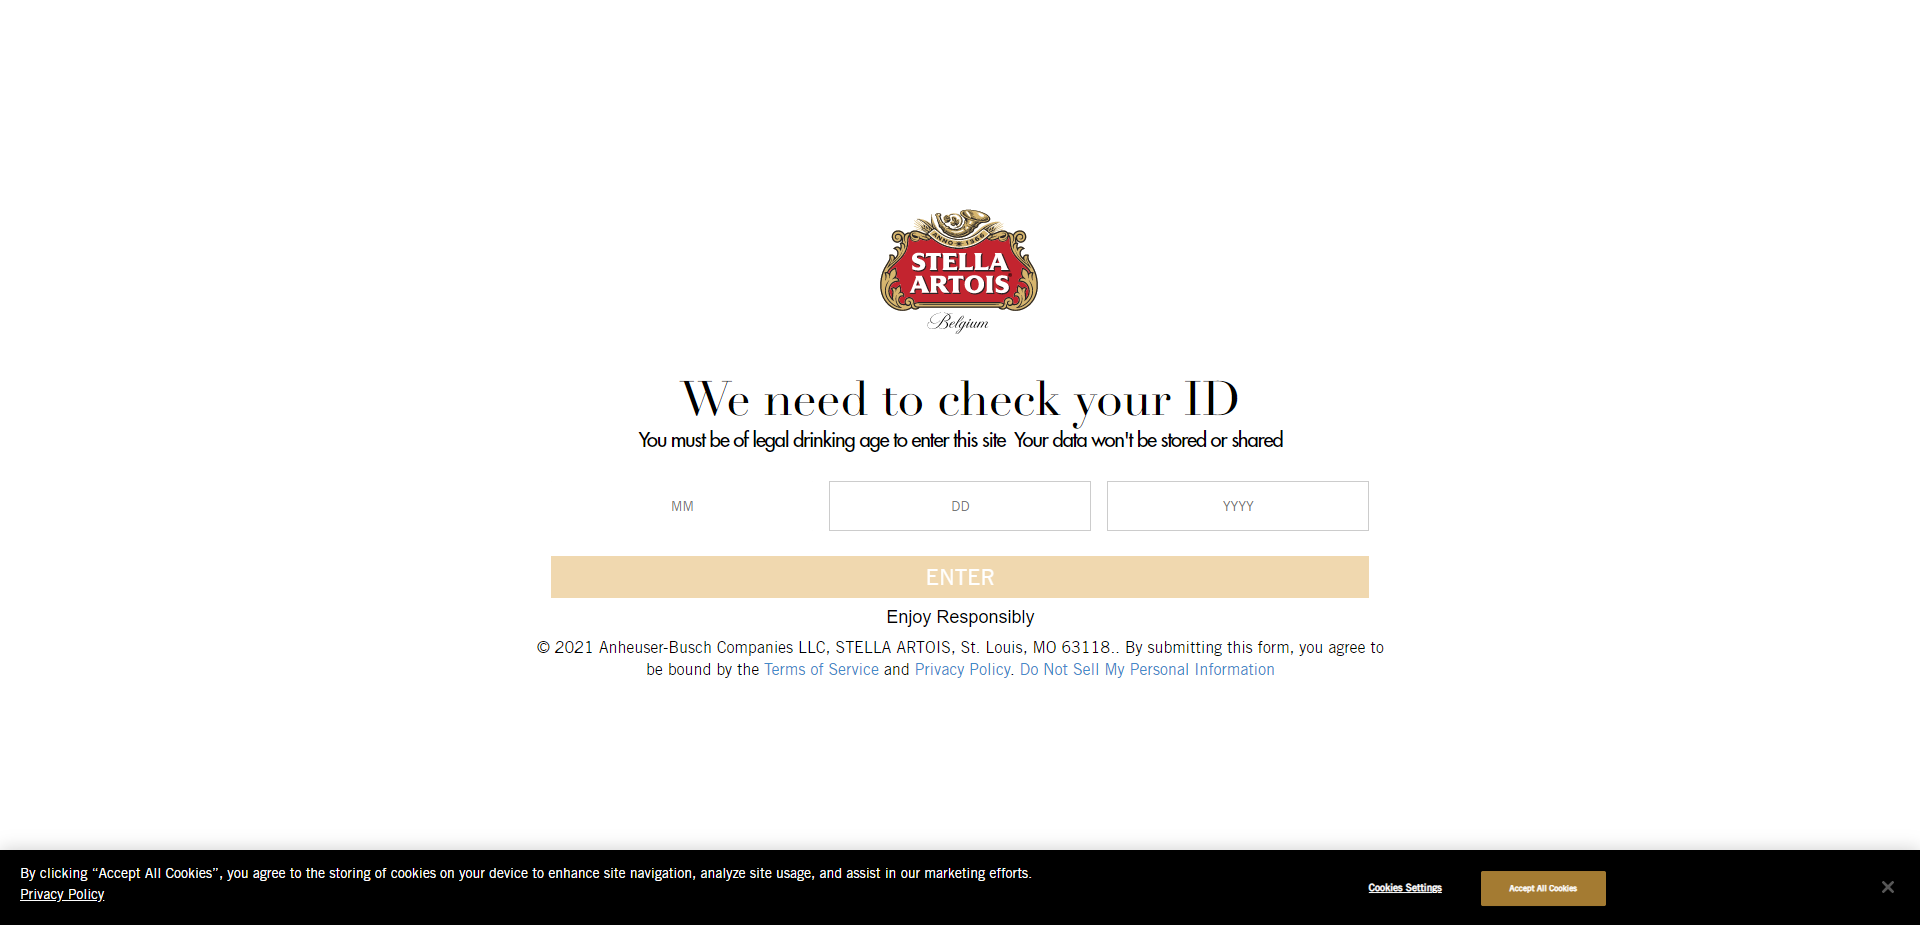 ANNO 1366
STELLA
ARTOIS
Belgium
We need to check your ID
You must be of legal drinking age to enter this site  Your data won't be stored or shared
MM DD YYYY
ENTER
Enjoy Responsibly
© 2021 Anheuser-Busch Companies LLC, STELLA ARTOIS, St. Louis, MO 63118.. By submitting this form, you agree to
be bound by the Terms of Service and Privacy Policy. Do Not Sell My Personal Information
By clicking “Accept All Cookies”, you agree to the storing of cookies on your device to enhance site navigation, analyze site usage, and assist in our marketing efforts.
Privacy Policy
Cookies Settings
Accept All Cookies